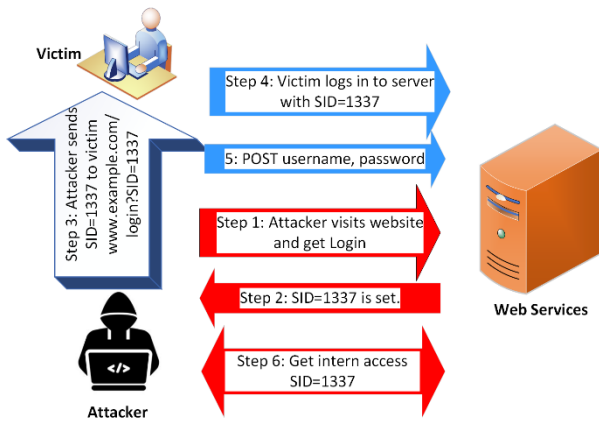 Victim
Step 4: Victim logs in to server
with SID=1337
5: POST username, password
Step 3: Attacker sends
SID=1337 to victim
www.example.com/
login?SID=1337
Step 1: Attacker visits website
and get Login
Step 2: SID=1337 is set.
Web Services
Step 6: Get intern access
SID=1337
</>
Attacker